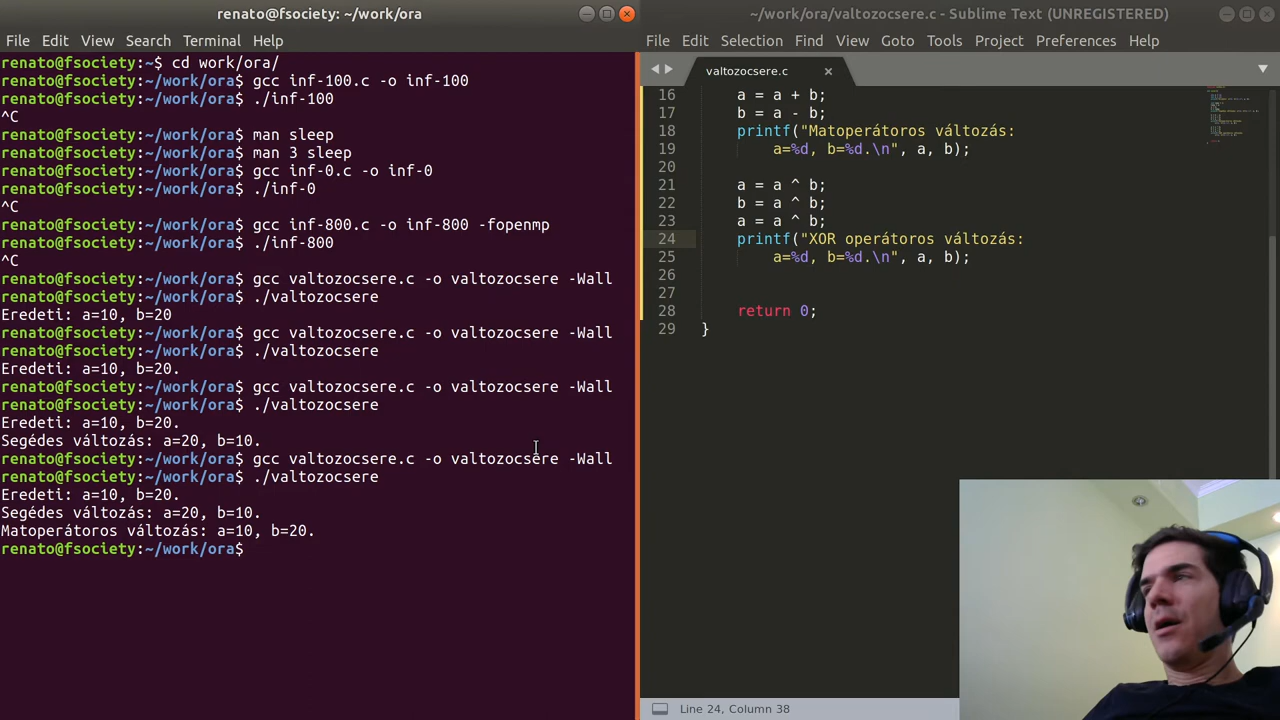 renato@fsociety: ~/work/ora
File Edit View Search Terminal Help
renato@fsociety:~$ cd work/ora/
renato@fsociety:~/work/ora$ gcc inf-100.c -o inf-100
renato@fsociety:~/work/ora$ ./inf-100
^C
renato@fsociety:~/work/ora$ man sleep
renato@fsociety:~/work/ora$ man 3 sleep
renato@fsociety:~/work/ora$ gcc inf-0.c -o inf-0
renato@fsociety:~/work/ora$ ./inf-0
^C
renato@fsociety:~/work/ora$ gcc inf-800.c -o inf-800 -fopenmp
renato@fsociety:~/work/ora$ ./inf-800
^C
renato@fsociety:~/work/ora$ gcc valtozocsere.c -o valtozocsere -Wall
renato@fsociety:~/work/ora$ ./valtozocsere
Eredeti: a=10, b=20
renato@fsociety:~/work/ora$ gcc valtozocsere.c -o valtozocsere -Wall
renato@fsociety:~/work/ora$ ./valtozocsere
Eredeti: a=10, b=20.
renato@fsociety:~/work/ora$ gcc valtozocsere.c -o valtozocsere -Wall
renato@fsociety:~/work/ora$ ./valtozocsere
Eredeti: a=10, b=20.
Segédes változás: a=20, b=10.
renato@fsociety:~/work/ora$ gcc valtozocsere.c -o valtozocsere -Wall
renato@fsociety:~/work/ora$ ./valtozocsere
Eredeti: a=10, b=20.
Segédes változás: a=20, b=10.
Matoperátoros változás: a=10, b=20.
renato@fsociety:~/work/ora$
~/work/ora/valtozocsere.c - Sublime Text (UNREGISTERED)
File Edit Selection Find View Goto Tools Project Preferences Help
valtozocsere.c
16 a = a + b;
17 b = a - b;
18 printf("Matoperátoros változás:
19 a=%d, b=%d.\n", a, b);
20
21 a = a ^ b;
22 b = a ^ b;
23 a = a ^ b;
24 printf("XOR operátoros változás:
25 a=%d, b=%d.\n", a, b);
26
27
28 return 0;
29 }
Line 24, Column 38